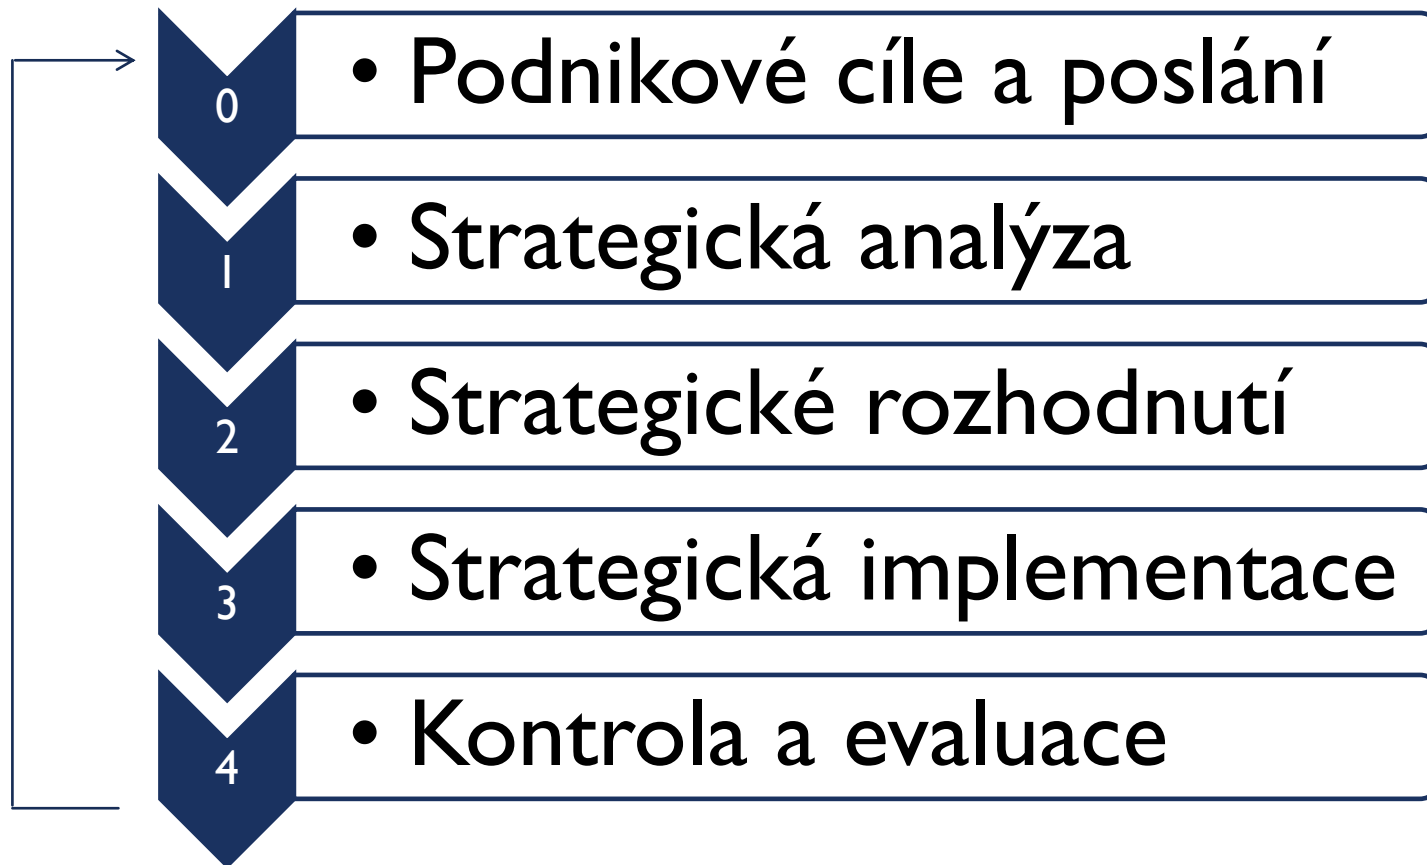 0
• Podnikové cíle a poslání
1
• Strategická analýza
2
• Strategické rozhodnutí
3
• Strategická implementace
4
• Kontrola a evaluace